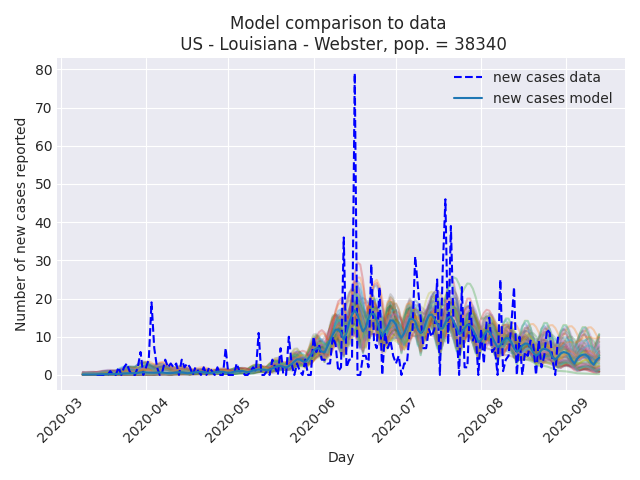 Model comparison to data
US - Louisiana - Webster, pop. = 38340
new cases data
new cases model
Number of new cases reported
80
70
60
50
40
30
20
10
0
2020-03
2020-04
2020-05
2020-06
2020-07
2020-08
2020-09
Day